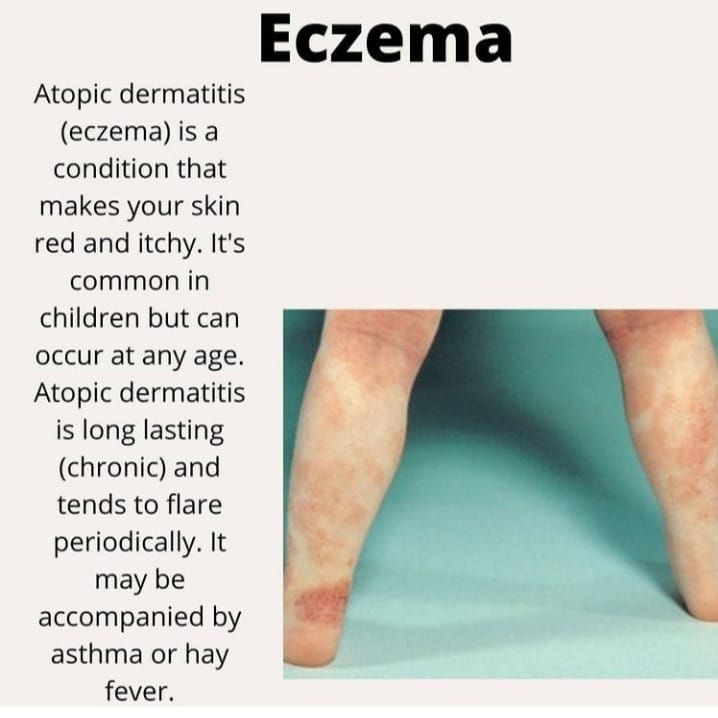 Eczema
Atopic dermatitis
(eczema) is a
condition that
makes your skin
red and itchy. It's
common in
children but can
occur at any age.
Atopic dermatitis
is long lasting
(chronic) and
tends to flare
periodically. It
may be
accompanied by
asthma or hay
fever.